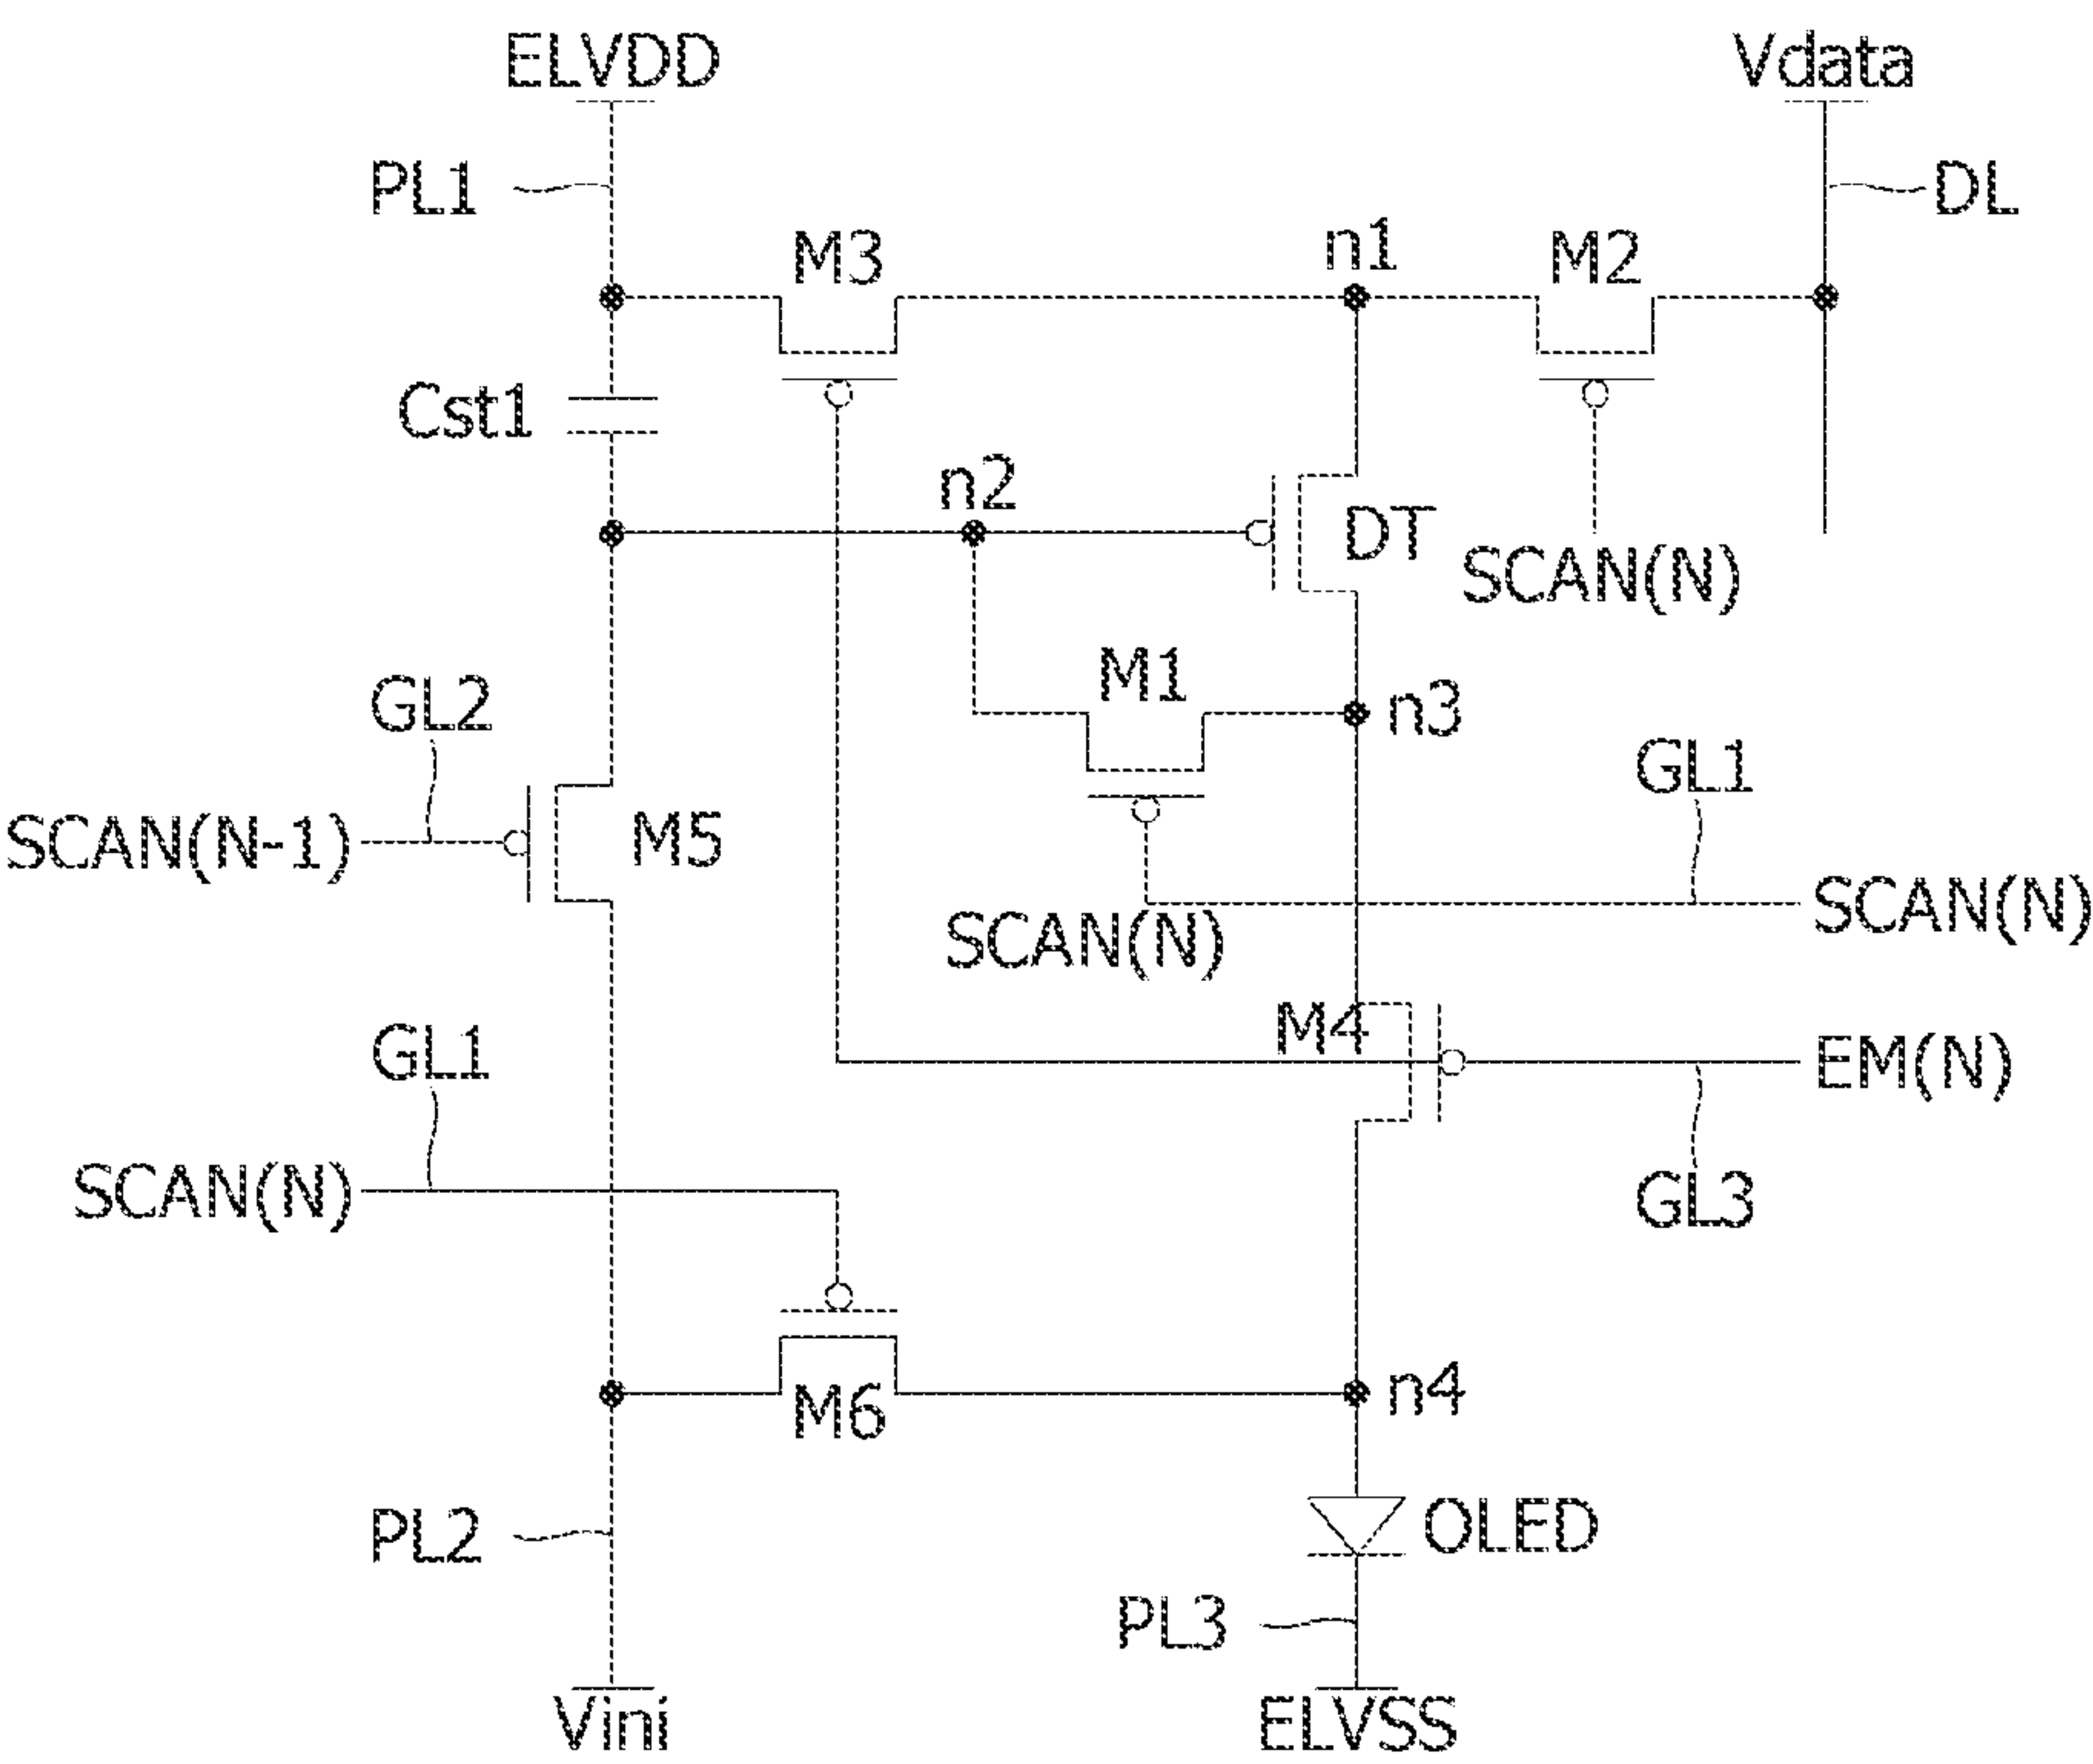 ELVDD
Vdata
PL1
DL
M3
n1
M2
Cst1
n2
DT
SCAN(N)
M1
GL2
n3
GL1
SCAN(N-1)
M5
SCAN(N)
SCAN(N)
M4
GL1
EM(N)
SCAN(N)
GL3
M6
n4
PL2
OLED
PL3
Vini
ELVSS